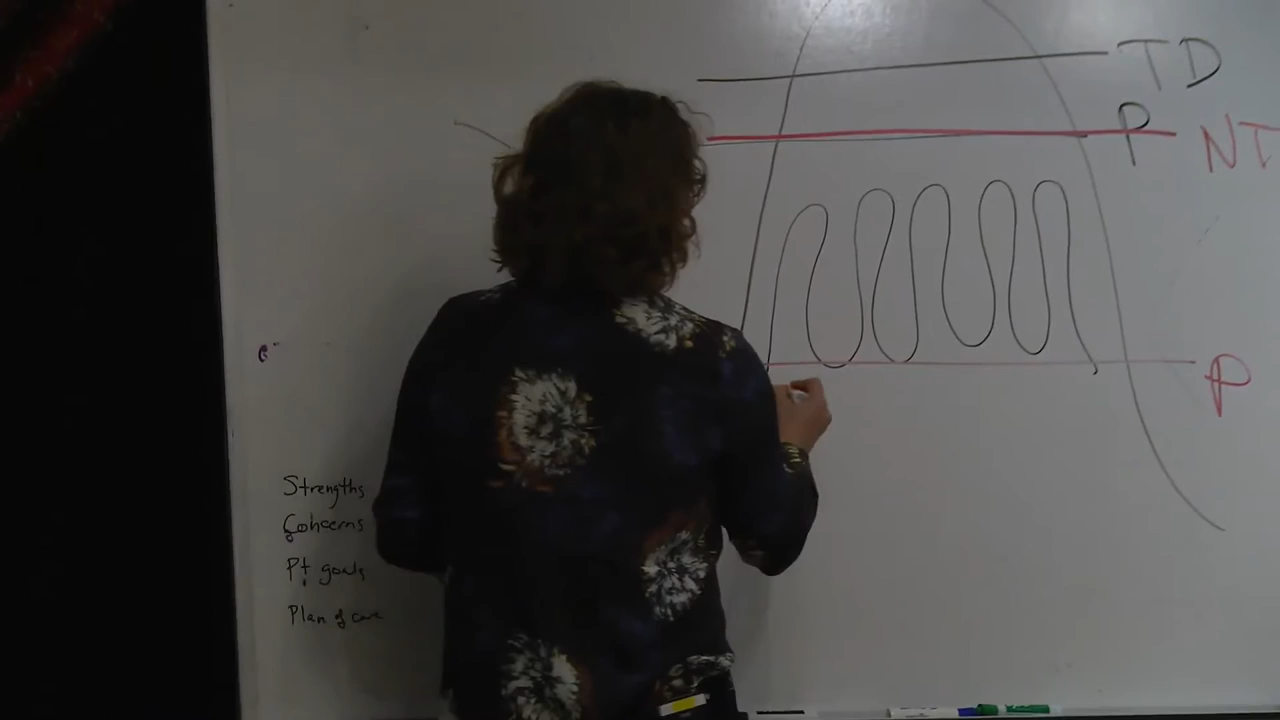 TD
P
NT
P
Strengths
Concerns
Pt goals
Plan of care